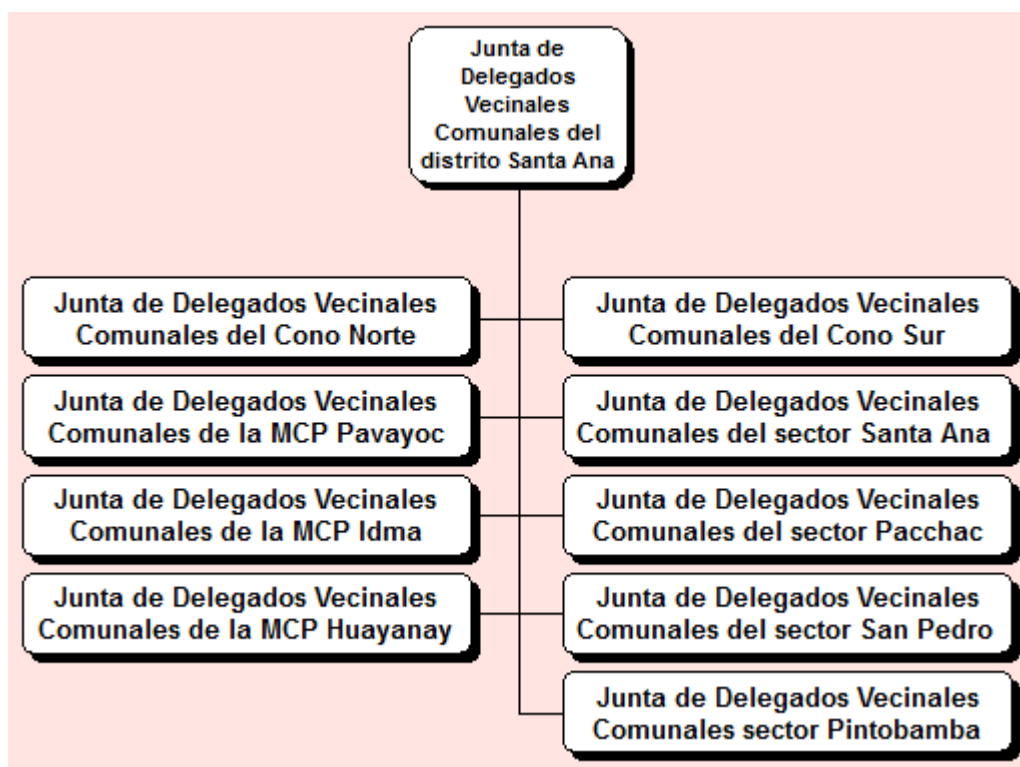 Junta de
Delegados
Vecinales
Comunales del
distrito Santa Ana
Junta de Delegados Vecinales
Comunales del Cono Norte
Junta de Delegados Vecinales
Comunales del Cono Sur
Junta de Delegados Vecinales
Comunales de la MCP Pavayoc
Junta de Delegados Vecinales
Comunales del sector Santa Ana
Junta de Delegados Vecinales
Comunales de la MCP Idma
Junta de Delegados Vecinales
Comunales del sector Pacchac
Junta de Delegados Vecinales
Comunales de la MCP Huayanay
Junta de Delegados Vecinales
Comunales del sector San Pedro
Junta de Delegados Vecinales
Comunales sector Pintobamba